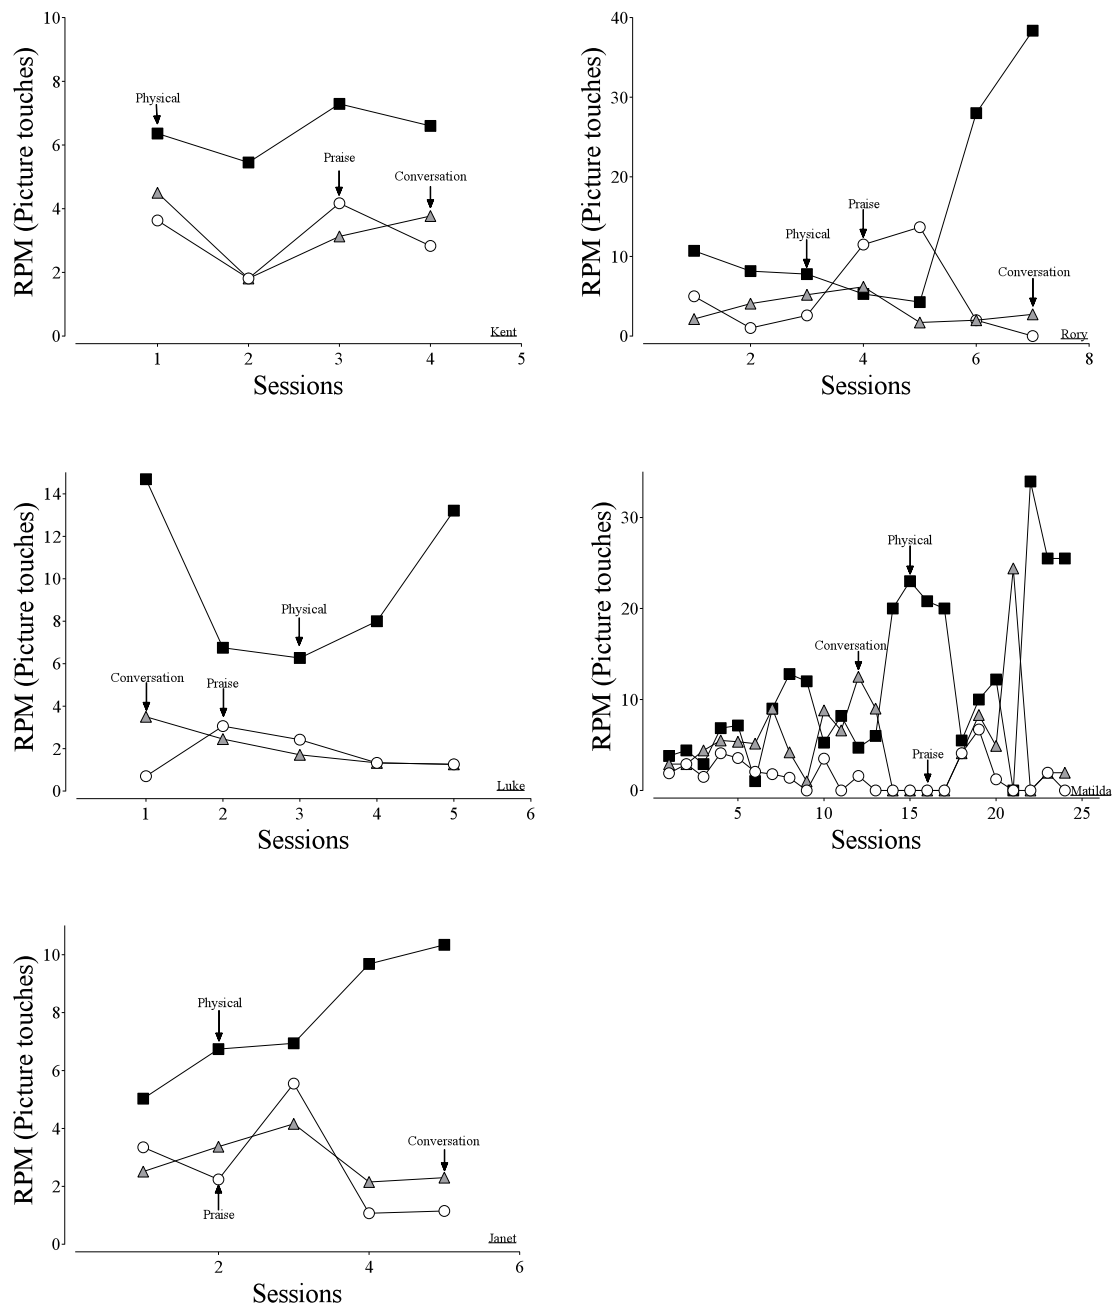 RPM (Picture touches)
10
8
6
4
2
0
Physical
Praise
Conversation
Kent
1
2
3
4
5
Sessions
RPM (Picture touches)
40
30
20
10
0
Physical
Praise
Conversation
Rory
2
4
6
8
Sessions
RPM (Picture touches)
14
12
10
8
6
4
2
0
Conversation
Praise
Physical
Luke
1
2
3
4
5
6
Sessions
RPM (Picture touches)
30
20
10
0
Conversation
Physical
Praise
Matilda
5
10
15
20
25
Sessions
RPM (Picture touches)
10
8
6
4
2
0
Physical
Praise
Conversation
Janet
2
4
6
Sessions